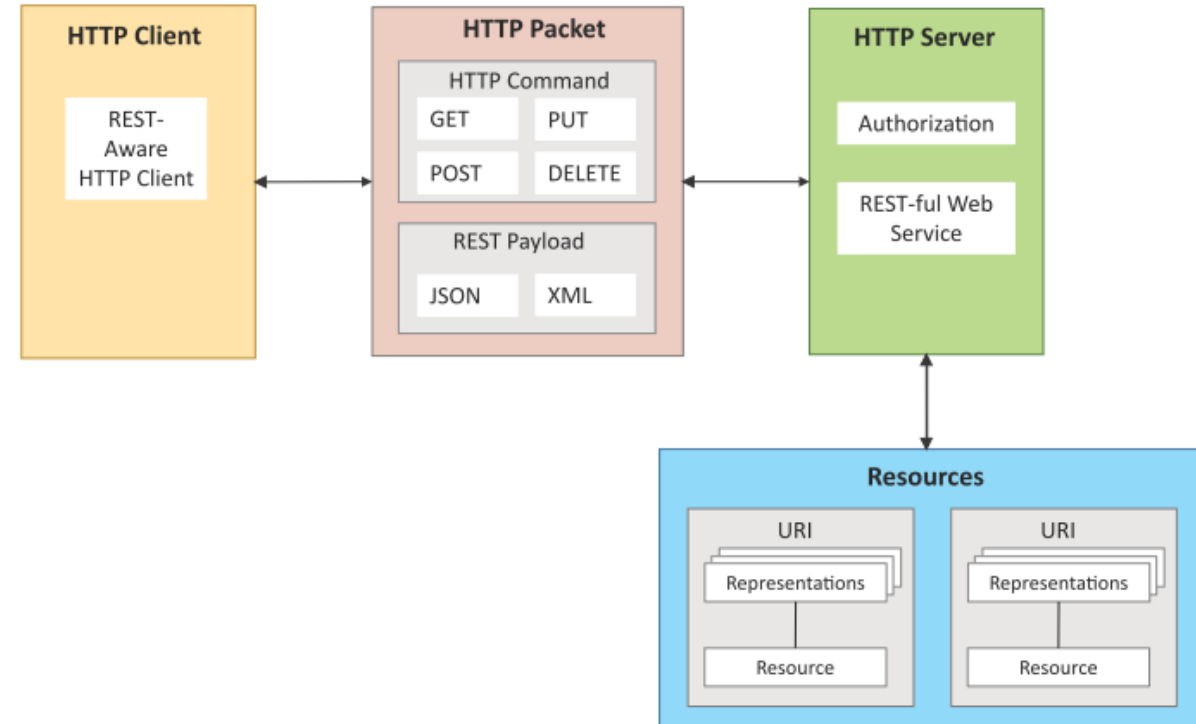 HTTP Client
REST-
Aware
HTTP Client
HTTP Packet
HTTP Command
GET
PUT
POST
DELETE
REST Payload
JSON
XML
HTTP Server
Authorization
REST-ful Web
Service
Resources
URI
Representations
Resource
URI
Representations
Resource